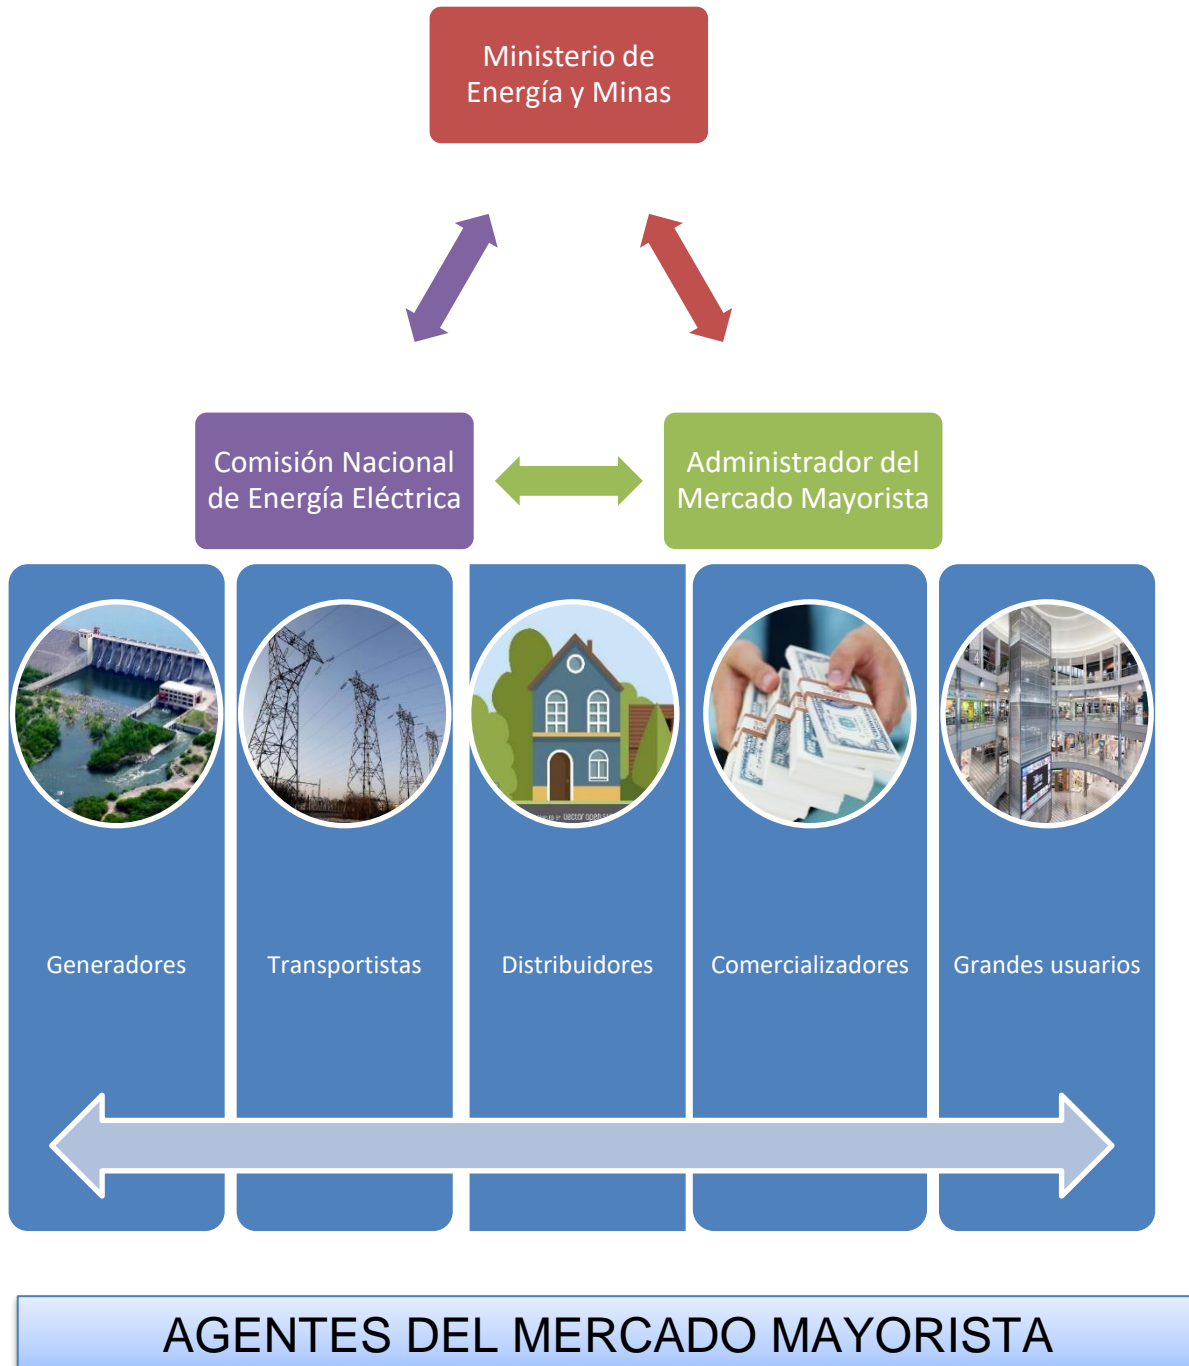 Ministerio de
Energía y Minas
Comisión Nacional
de Energía Eléctrica
Administrador del
Mercado Mayorista
Generadores
Transportistas
Distribuidores
Comercializadores
Grandes usuarios
AGENTES DEL MERCADO MAYORISTA